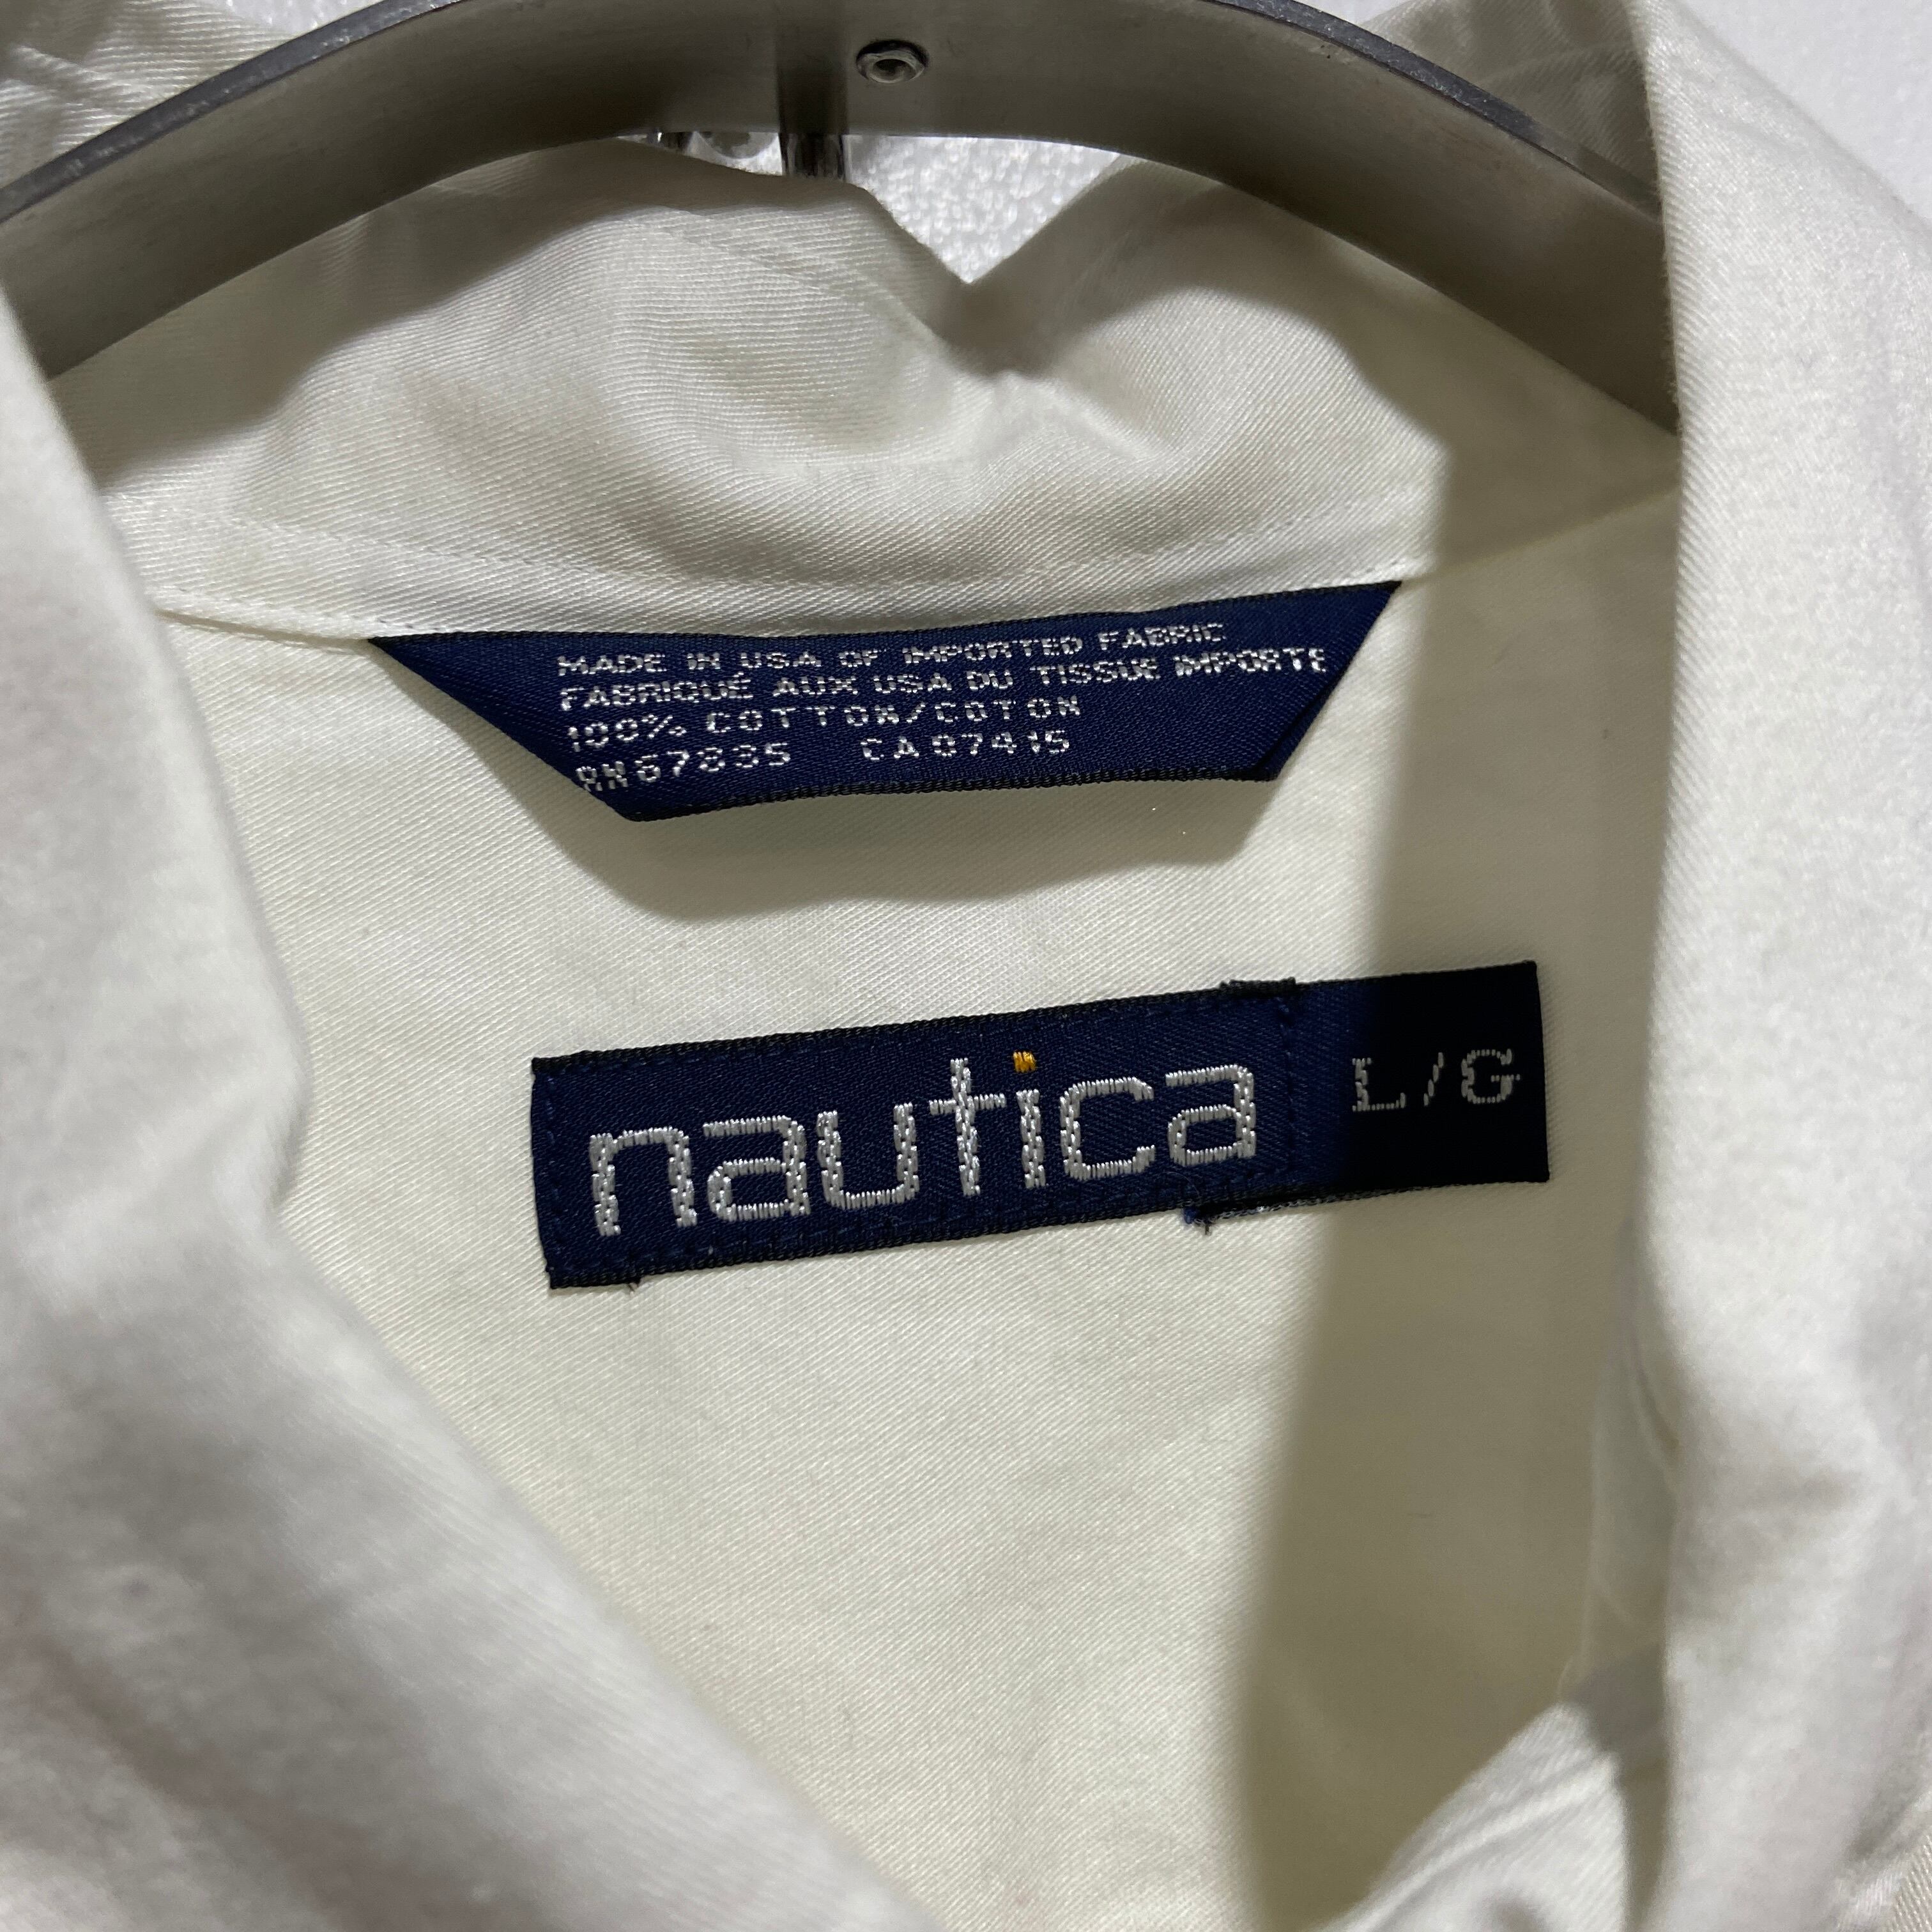 MADE IN USA OF IMPORTED FABRIC
FABRIQUÉ AUX USA DU TISSUE IMPORTE
100% COTTON/COTON
RN67835 CA07415
nautica L/G